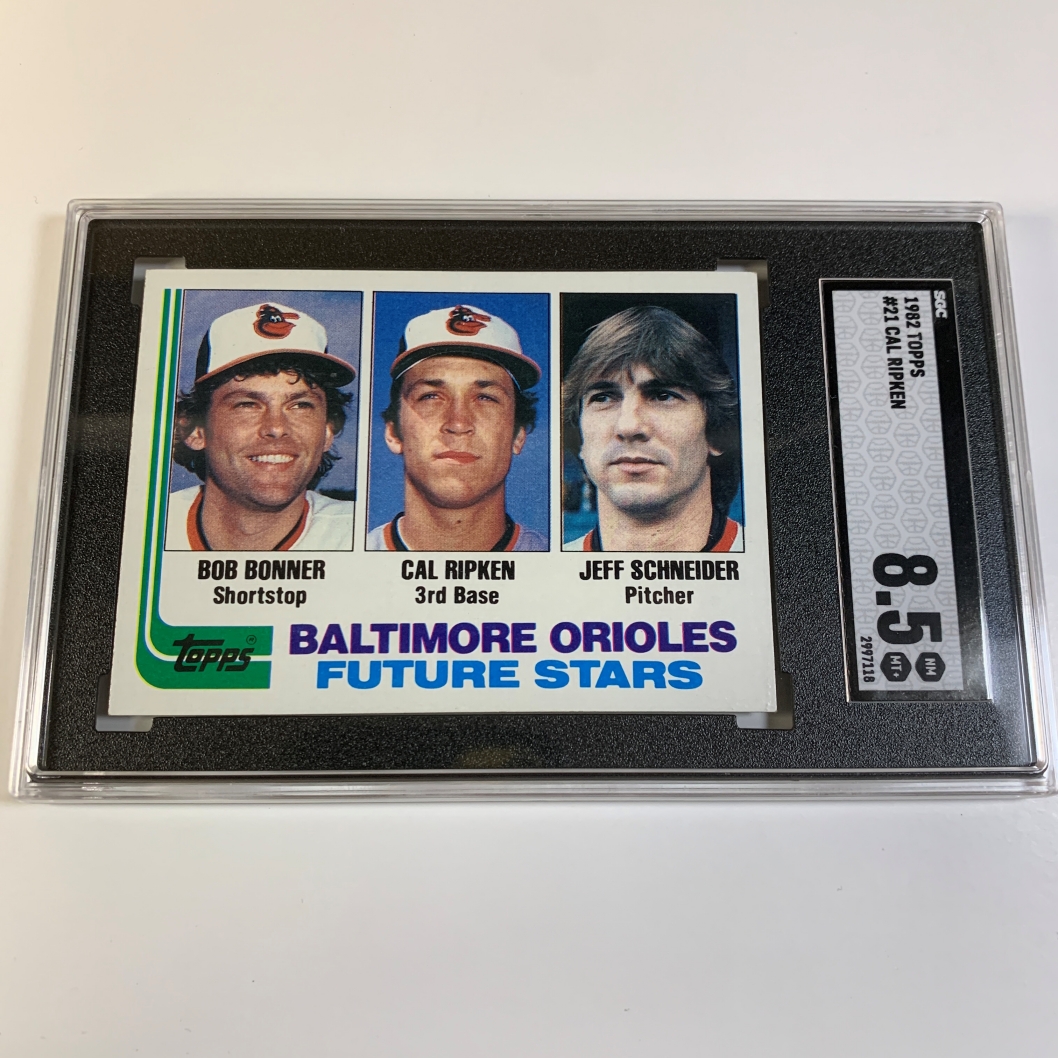 BOB BONNER
Shortstop
CAL RIPKEN
3rd Base
JEFF SCHNEIDER
Pitcher
Topps
BALTIMORE ORIOLES
FUTURE STARS
SGC
1982 TOPPS
#21 CAL RIPKEN
8.5
NM
MT+
2997118